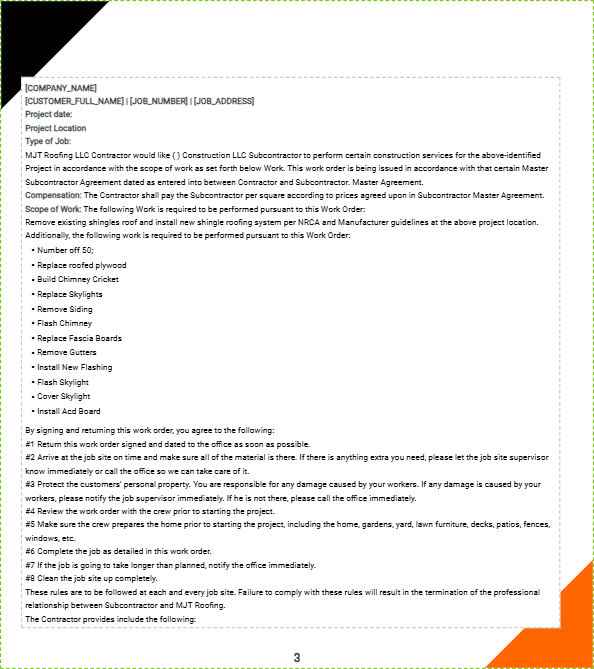 [COMPANY_NAME]
[CUSTOMER_FULL_NAME] | [JOB_NUMBER] | [JOB_ADDRESS]
Project date:
Project Location
Type of Job:
MJT Roofing LLC Contractor would like ( ) Construction LLC Subcontractor to perform certain construction services for the above-identified
Project in accordance with the scope of work as set forth below Work. This work order is being issued in accordance with that certain Master
Subcontractor Agreement dated as entered into between Contractor and Subcontractor. Master Agreement.
Compensation: The Contractor shall pay the Subcontractor per square according to prices agreed upon in Subcontractor Master Agreement.
Scope of Work: The following Work is required to be performed pursuant to this Work Order:
Remove existing shingles roof and install new shingle roofing system per NRCA and Manufacturer guidelines at the above project location.
Additionally, the following work is required to be performed pursuant to this Work Order:
• Number off 50;
• Replace roofed plywood
• Build Chimney Cricket
• Replace Skylights
• Remove Siding
• Flash Chimney
• Replace Fascia Boards
• Remove Gutters
• Install New Flashing
• Flash Skylight
• Cover Skylight
• Install Acd Board
By signing and returning this work order, you agree to the following:
#1 Return this work order signed and dated to the office as soon as possible.
#2 Arrive at the job site on time and make sure all of the material is there. If there is anything extra you need, please let the job site supervisor
know immediately or call the office so we can take care of it.
#3 Protect the customers' personal property. You are responsible for any damage caused by your workers. If any damage is caused by your
workers, please notify the job supervisor immediately. If he is not there, please call the office immediately.
#4 Review the work order with the crew prior to starting the project.
#5 Make sure the crew prepares the home prior to starting the project, including the home, gardens, yard, lawn furniture, decks, patios, fences,
windows, etc.
#6 Complete the job as detailed in this work order.
#7 If the job is going to take longer than planned, notify the office immediately.
#8 Clean the job site up completely.
These rules are to be followed at each and every job site. Failure to comply with these rules will result in the termination of the professional
relationship between Subcontractor and MJT Roofing.
The Contractor provides include the following:
3